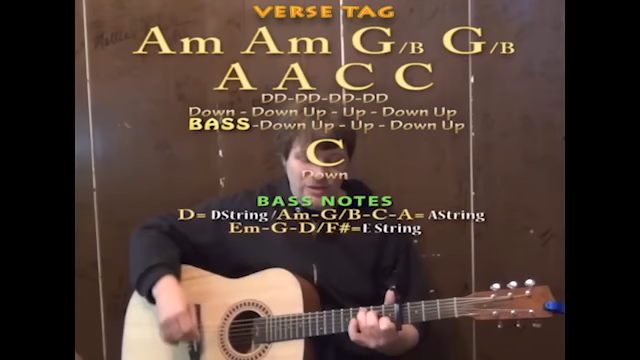 VERSE TAG
Am Am G/B G/B
A A C C
DD-DD-DD-DD
Down - Down Up - Up - Down Up
BASS-Down Up - Up - Down Up
C
Down
BASS NOTES
D= DString /Am-G/B-C-A= AString
Em-G-D/F#=E String